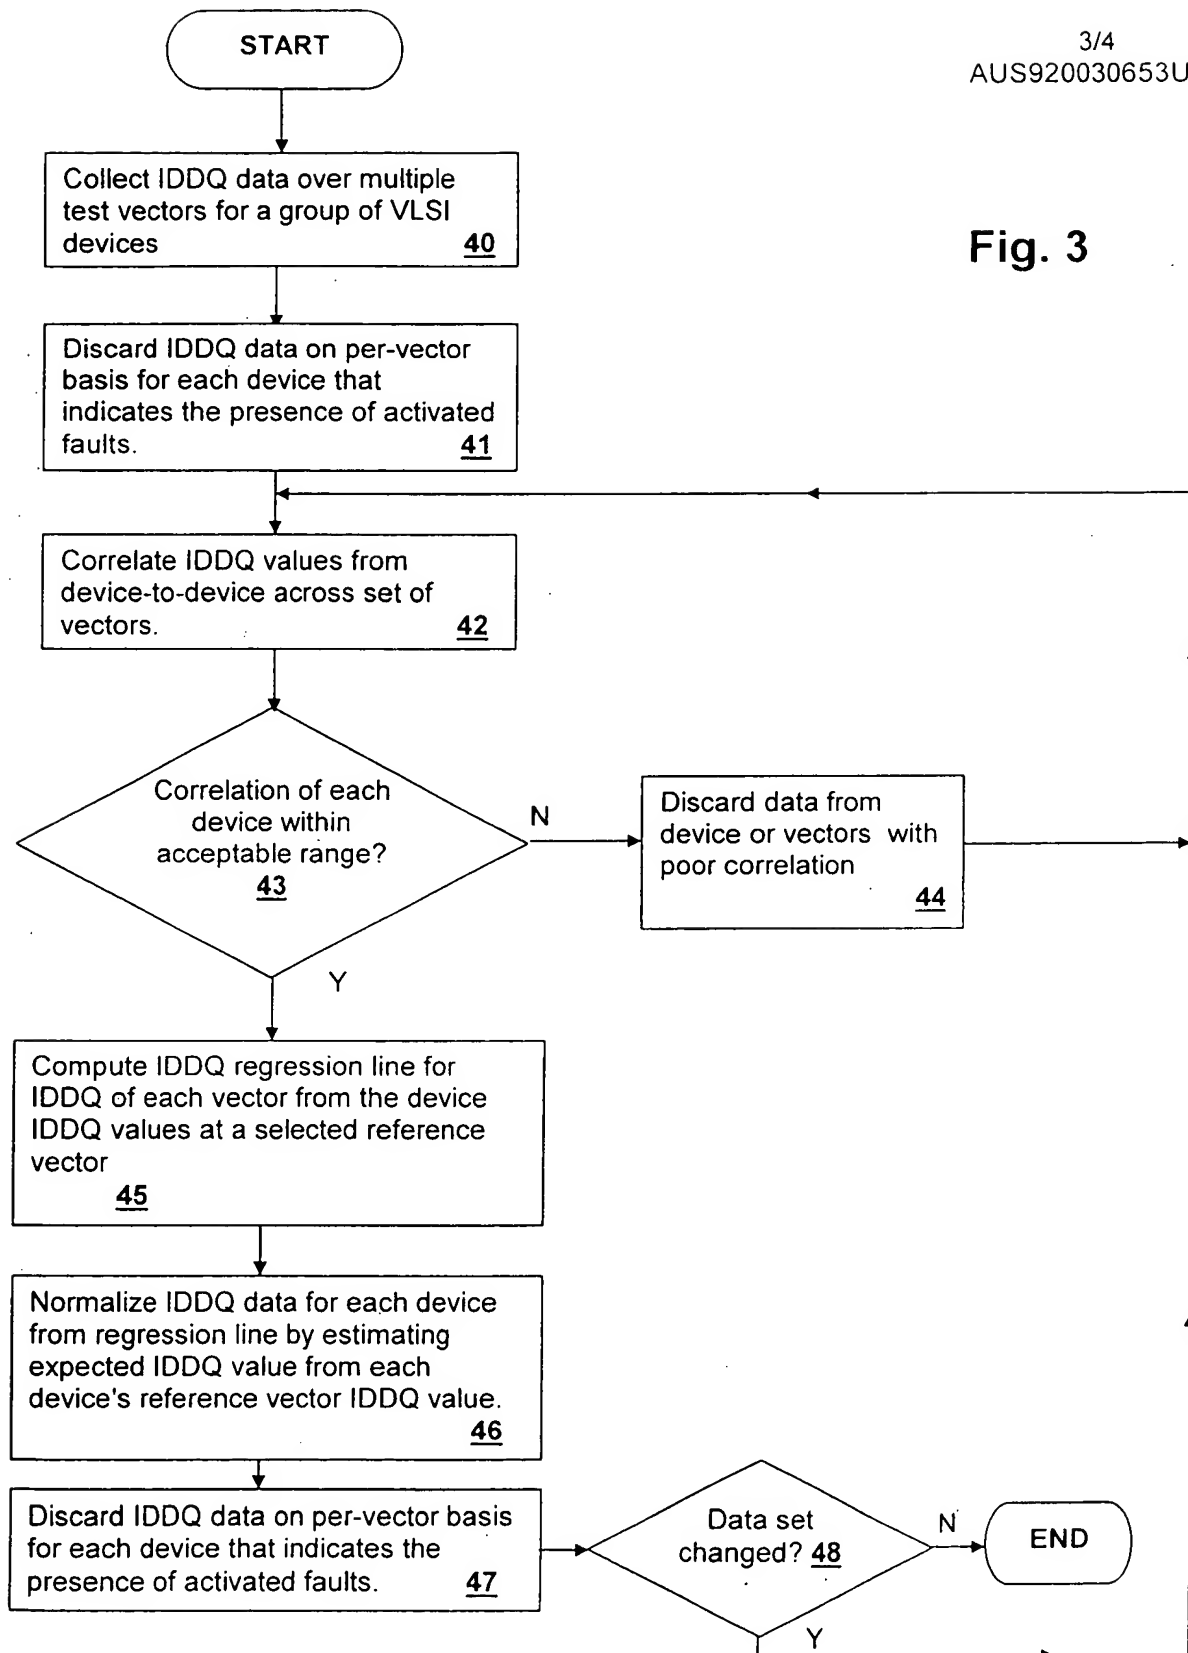 START
3/4
AUS920030653U
Collect IDDQ data over multiple
test vectors for a group of VLSI
devices 40
Fig. 3
Discard IDDQ data on per-vector
basis for each device that
indicates the presence of activated
faults. 41
Correlate IDDQ values from
device-to-device across set of
vectors. 42
Correlation of each
device within
acceptable range?
43
N
Discard data from
device or vectors with
poor correlation
44
Y
Compute IDDQ regression line for
IDDQ of each vector from the device
IDDQ values at a selected reference
vector
45
Normalize IDDQ data for each device
from regression line by estimating
expected IDDQ value from each
device's reference vector IDDQ value.
46
Discard IDDQ data on per-vector basis
for each device that indicates the
presence of activated faults. 47
Data set
changed? 48
N
END
Y